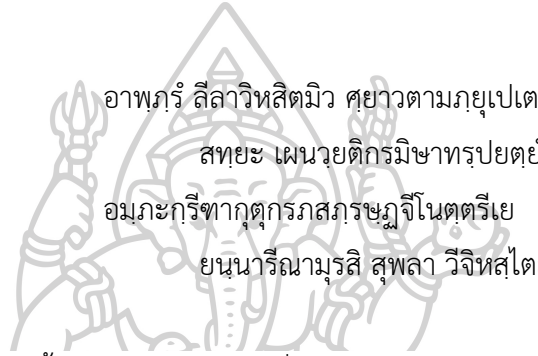 อาพฺภฺรํ ลีลาวิหสิตมิว ศฺยาวตามภฺยุเปเต
สทฺยะ เผนวฺยติกรมิษาทรฺปยตฺยํ
อมฺภะกฺรีฑากุตุกรภสภฺรษฺฏจีโนตฺตรีเย
ยนฺนารีณามุรสิ สุพลา วีจิหสฺไต